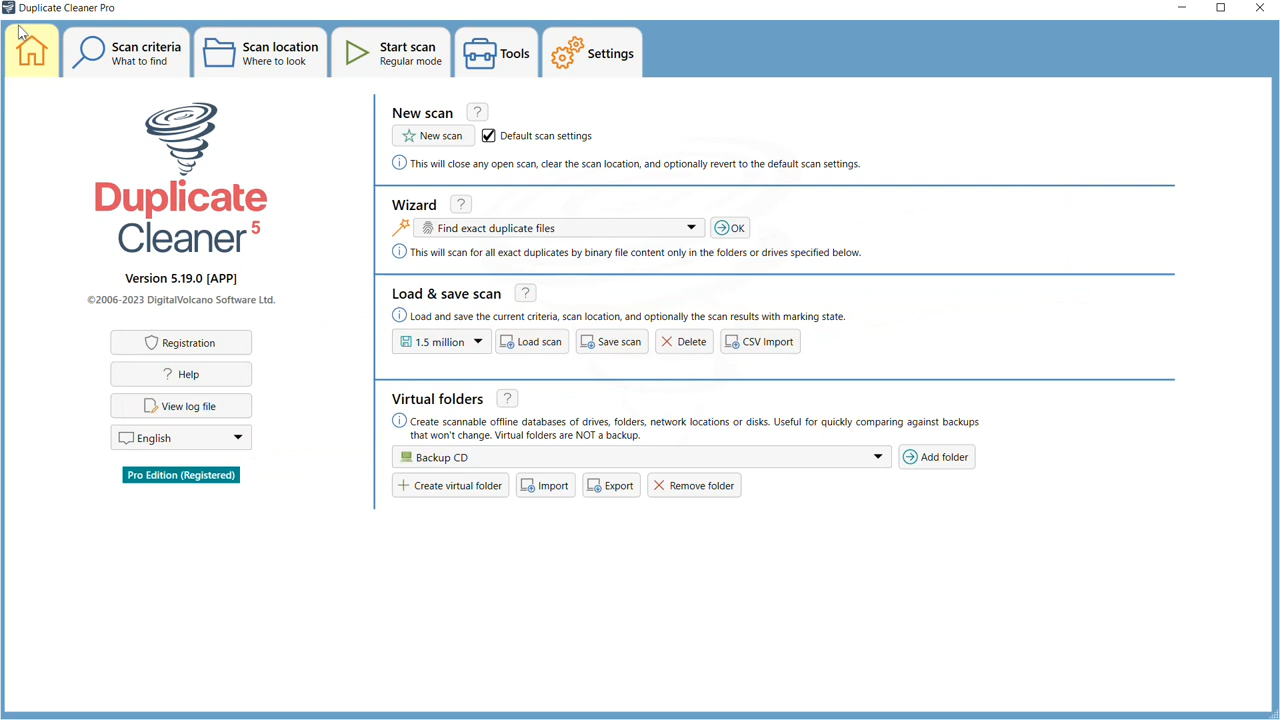 Duplicate Cleaner Pro
Scan criteria
What to find
Scan location
Where to look
Start scan
Regular mode
Tools
Settings
Duplicate
Cleaner 5
Version 5.19.0 [APP]
©2006-2023 DigitalVolcano Software Ltd.
Registration
? Help
View log file
English
Pro Edition (Registered)
New scan ?
New scan Default scan settings
This will close any open scan, clear the scan location, and optionally revert to the default scan settings.
Wizard ?
Find exact duplicate files OK
This will scan for all exact duplicates by binary file content only in the folders or drives specified below.
Load & save scan ?
Load and save the current criteria, scan location, and optionally the scan results with marking state.
1.5 million Load scan Save scan Delete CSV Import
Virtual folders ?
Create scannable offline databases of drives, folders, network locations or disks. Useful for quickly comparing against backups
that won't change. Virtual folders are NOT a backup.
Backup CD Add folder
Create virtual folder Import Export Remove folder